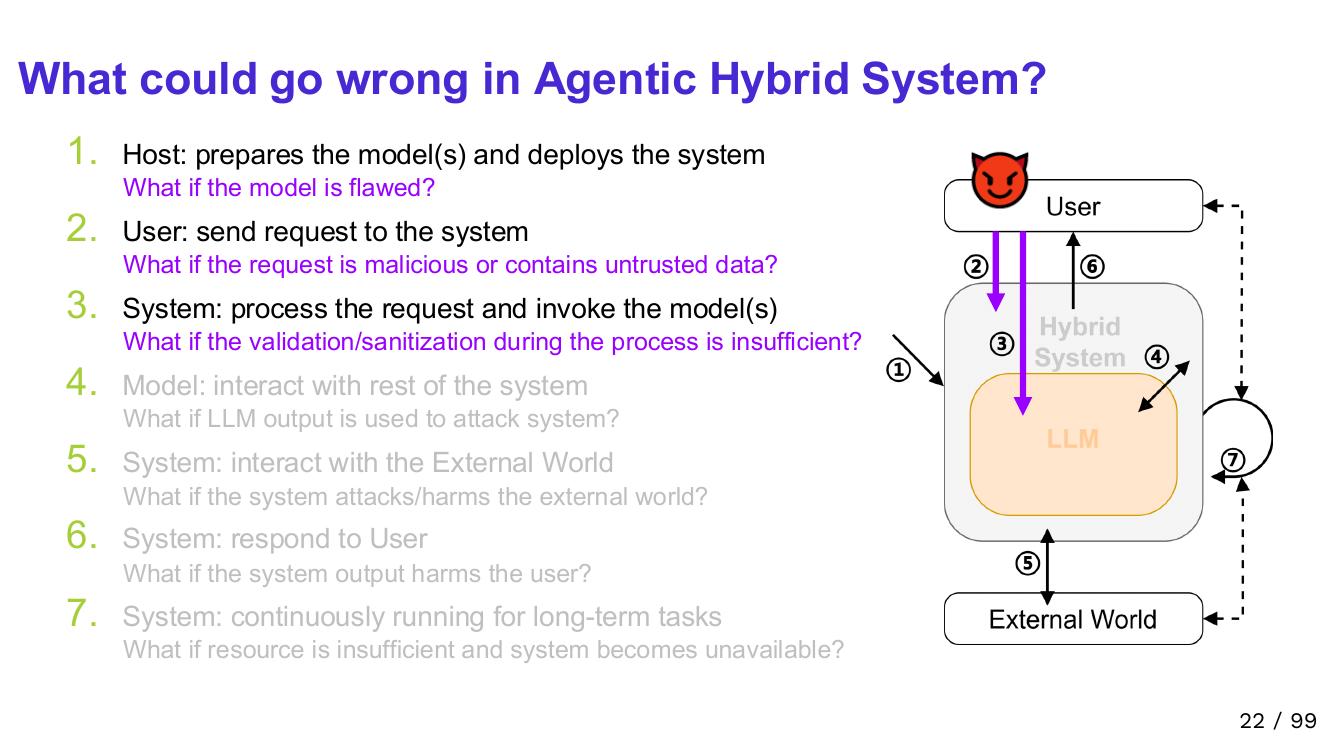 What could go wrong in Agentic Hybrid System?
1. Host: prepares the model(s) and deploys the system
What if the model is flawed?
2. User: send request to the system
What if the request is malicious or contains untrusted data?
3. System: process the request and invoke the model(s)
What if the validation/sanitization during the process is insufficient?
4. Model: interact with rest of the system
What if LLM output is used to attack system?
5. System: interact with the External World
What if the system attacks/harms the external world?
6. System: respond to User
What if the system output harms the user?
7. System: continuously running for long-term tasks
What if resource is insufficient and system becomes unavailable?
User
② ⑥
Hybrid
System
③ ④
①
LLM
⑦
⑤
External World
22 / 99